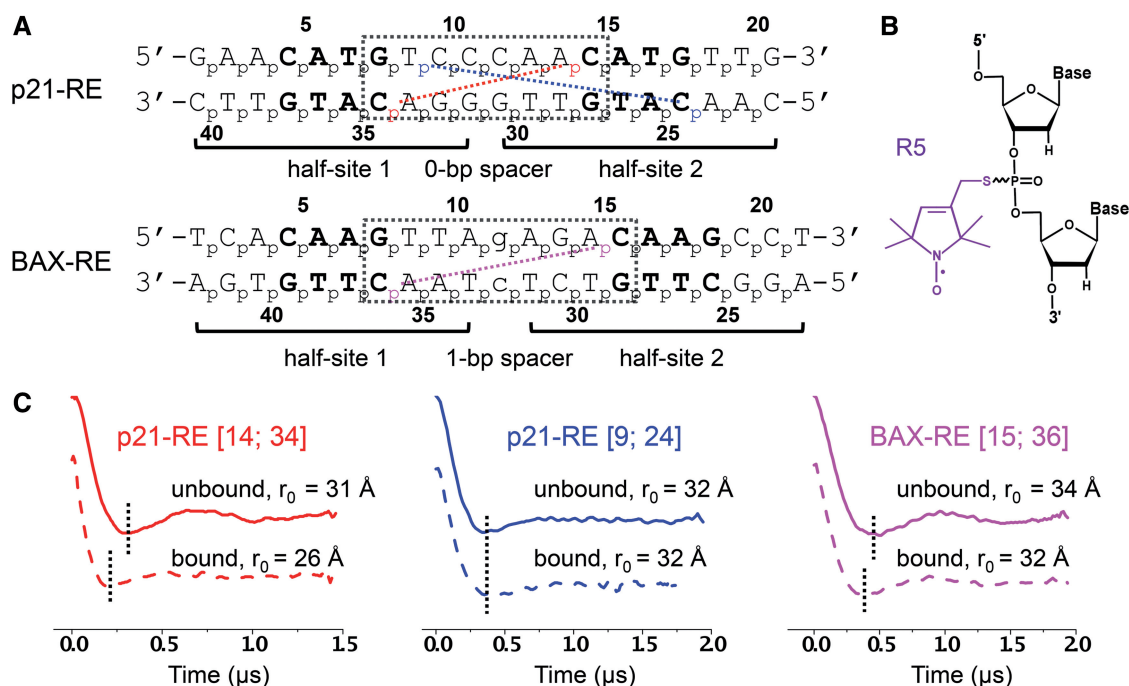 A
5 10 15 20
5′-GpApApCpApTpGpTpCpCpCpApApCpApTpGpTpTpG-3′
p21-RE
3′-CpTpTpGpTpApCpApGpGpGpTpTpGpTpApCpApApC-5′
40 35 30 25
half-site 1 0-bp spacer half-site 2
5 10 15 20
5′-TpCpApCpApApGpTpTpApgpApGpApCpApApGpCpCpT-3′
BAX-RE
3′-ApGpTpGpTpTpCpApApTpcpTpCpTpGpTpTpCpGpGpA-5′
40 35 30 25
half-site 1 1-bp spacer half-site 2
B
5'
O
Base
O
H
R5
S
P=O
O
N
O
Base
O
H
O
3'
C
p21-RE [14; 34]
unbound, r0 = 31 Å
bound, r0 = 26 Å
0.0 0.5 1.0 1.5
Time (µs)
p21-RE [9; 24]
unbound, r0 = 32 Å
bound, r0 = 32 Å
0.0 0.5 1.0 1.5 2.0
Time (µs)
BAX-RE [15; 36]
unbound, r0 = 34 Å
bound, r0 = 32 Å
0.0 0.5 1.0 1.5 2.0
Time (µs)